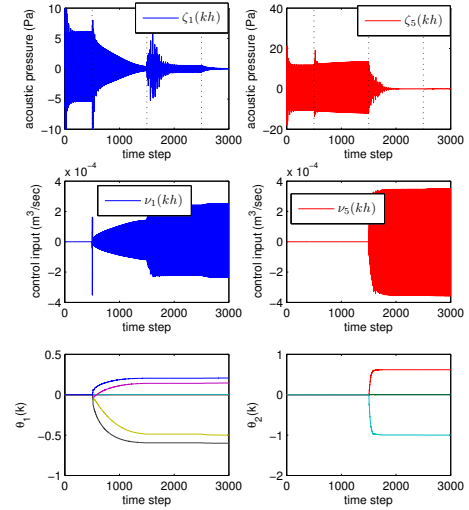 ζ1(kh)
acoustic pressure (Pa)
10
5
0
−5
−10
0 1000 2000 3000
time step
ζ5(kh)
acoustic pressure (Pa)
40
20
0
−20
0 1000 2000 3000
time step
x 10^−4
ν1(kh)
control input (m³/sec)
4
2
0
−2
−4
0 1000 2000 3000
time step
x 10^−4
ν5(kh)
control input (m³/sec)
4
2
0
−2
−4
0 1000 2000 3000
time step
θ1(k)
0.5
0
−0.5
−1
0 1000 2000 3000
time step
θ2(k)
1
0
−1
−2
0 1000 2000 3000
time step